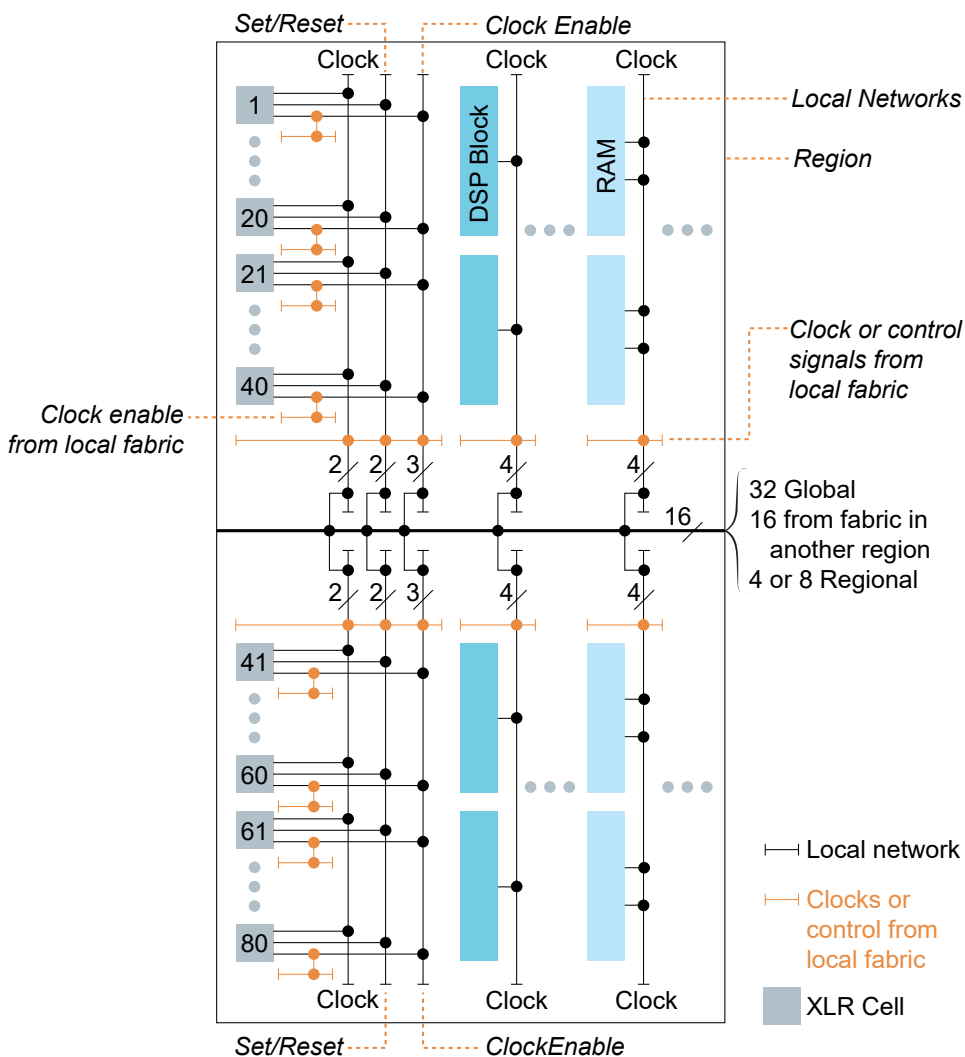 Set/Reset
Clock Enable
Clock
Clock
Clock
1
20
21
40
DSP Block
RAM
Local Networks
Region
Clock or control
signals from
local fabric
Clock enable
from local fabric
2
2
3
4
4
16
32 Global
16 from fabric in
another region
4 or 8 Regional
2
2
3
4
4
41
60
61
80
Clock
Clock
Clock
Set/Reset
ClockEnable
Local network
Clocks or
control from
local fabric
XLR Cell